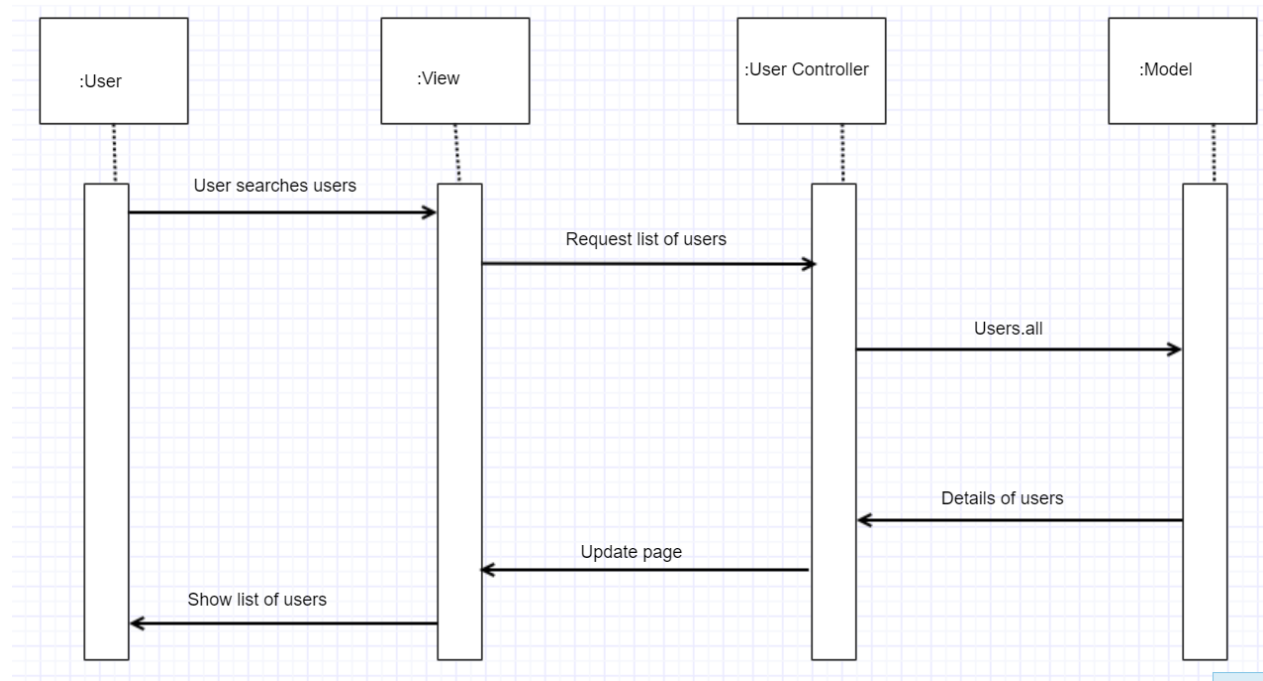 :User
:View
:User Controller
:Model
User searches users
Request list of users
Users.all
Details of users
Update page
Show list of users